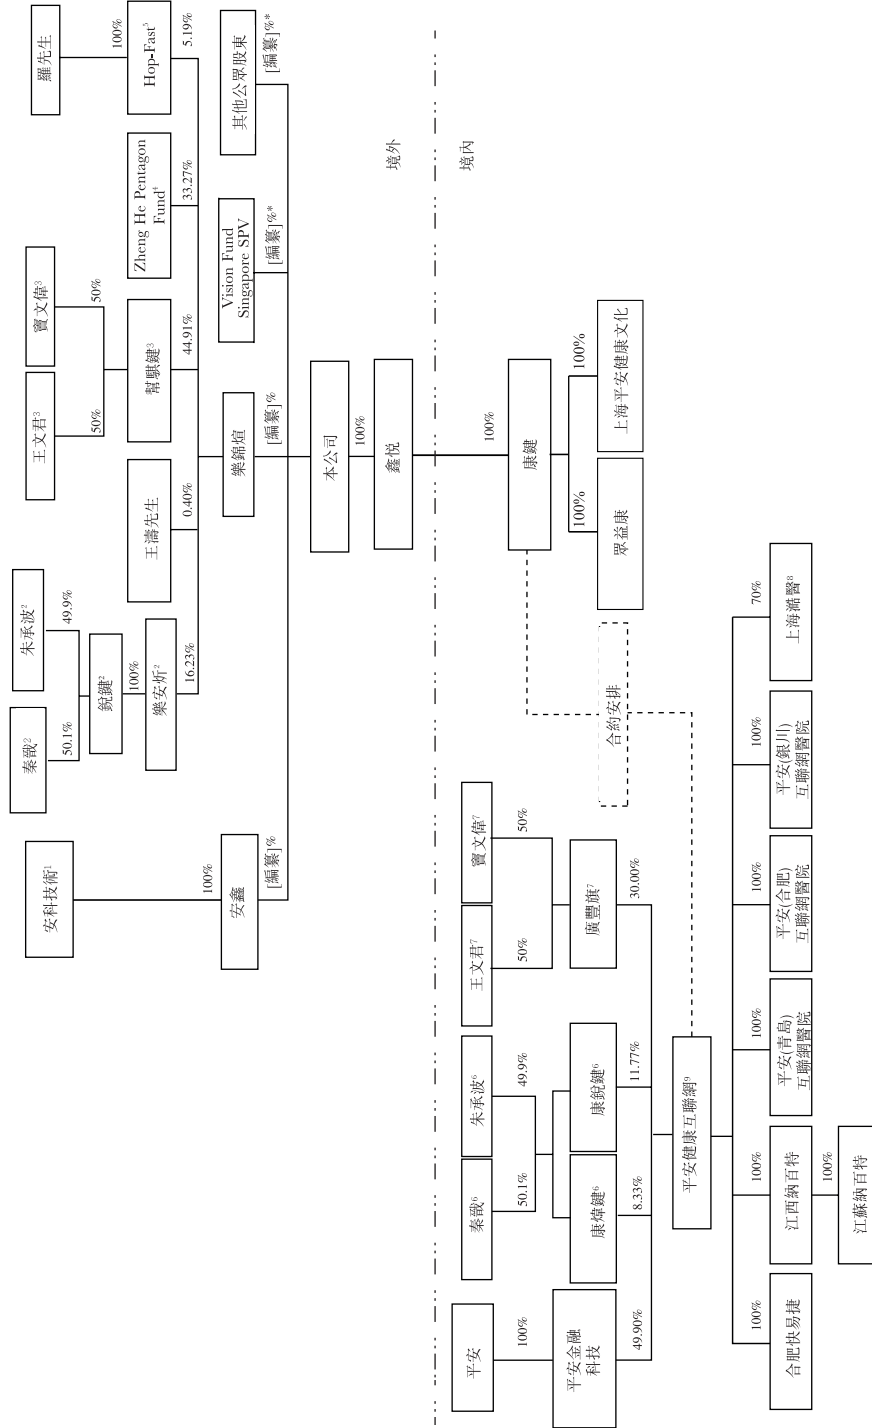 安科技術¹
100%
安鑫
[編纂]%
秦戩²
朱承波²
50.1%
49.9%
銳鍵²
100%
樂安炘²
16.23%
王濤先生
0.40%
王文君³
竇文偉³
50%
50%
幫騏鍵³
44.91%
Zheng He Pentagon
Fund⁴
33.27%
羅先生
100%
Hop-Fast⁵
5.19%
樂錦煊
[編纂]%
Vision Fund
Singapore SPV
[編纂]%*
其他公眾股東
[編纂]%*
本公司
100%
鑫悅
境外
境內
100%
康鍵
100%
100%
眾益康
上海平安健康文化
合約安排
平安
100%
平安金融
科技
49.90%
秦戩⁶
朱承波⁶
50.1%
49.9%
康煒鍵⁶
康銳鍵⁶
8.33%
11.77%
王文君⁷
竇文偉⁷
50%
50%
廣豐旗⁷
30.00%
平安健康互聯網⁹
100%
100%
100%
100%
100%
70%
合肥快易捷
江西納百特
平安(青島)
互聯網醫院
平安(合肥)
互聯網醫院
平安(銀川)
互聯網醫院
上海澔醫⁸
100%
江蘇納百特